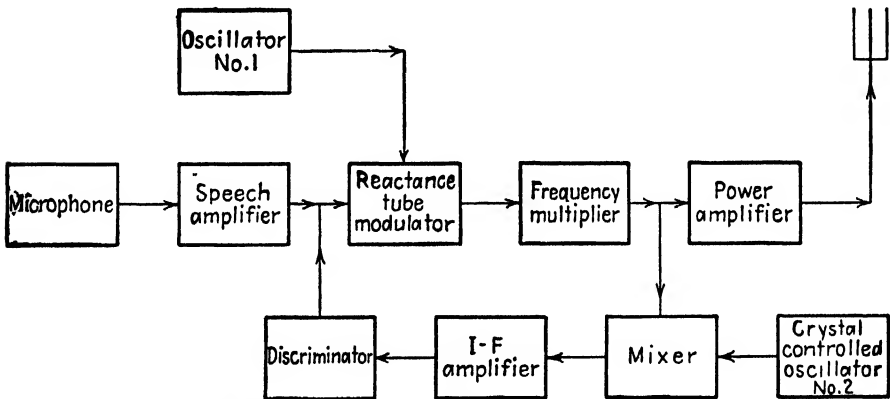 Oscillator
No.1
Microphone
Speech
amplifier
Reactance
tube
modulator
Frequency
multiplier
Power
amplifier
Discriminator
I-F
amplifier
Mixer
Crystal
controlled
oscillator
No.2